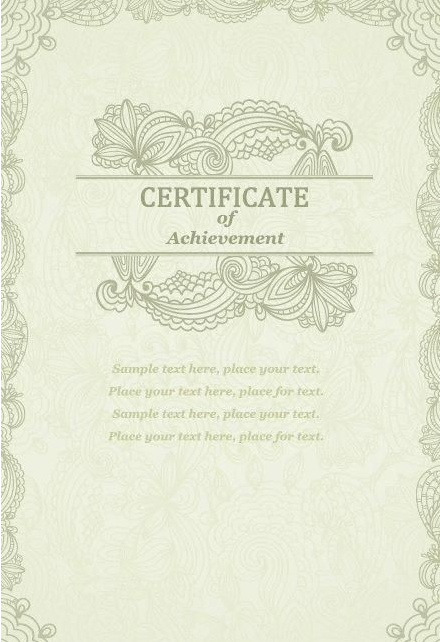 CERTIFICATE
of
Achievement
Sample text here, place your text.
Place your text here, place for text.
Sample text here, place your text.
Place your text here, place for text.